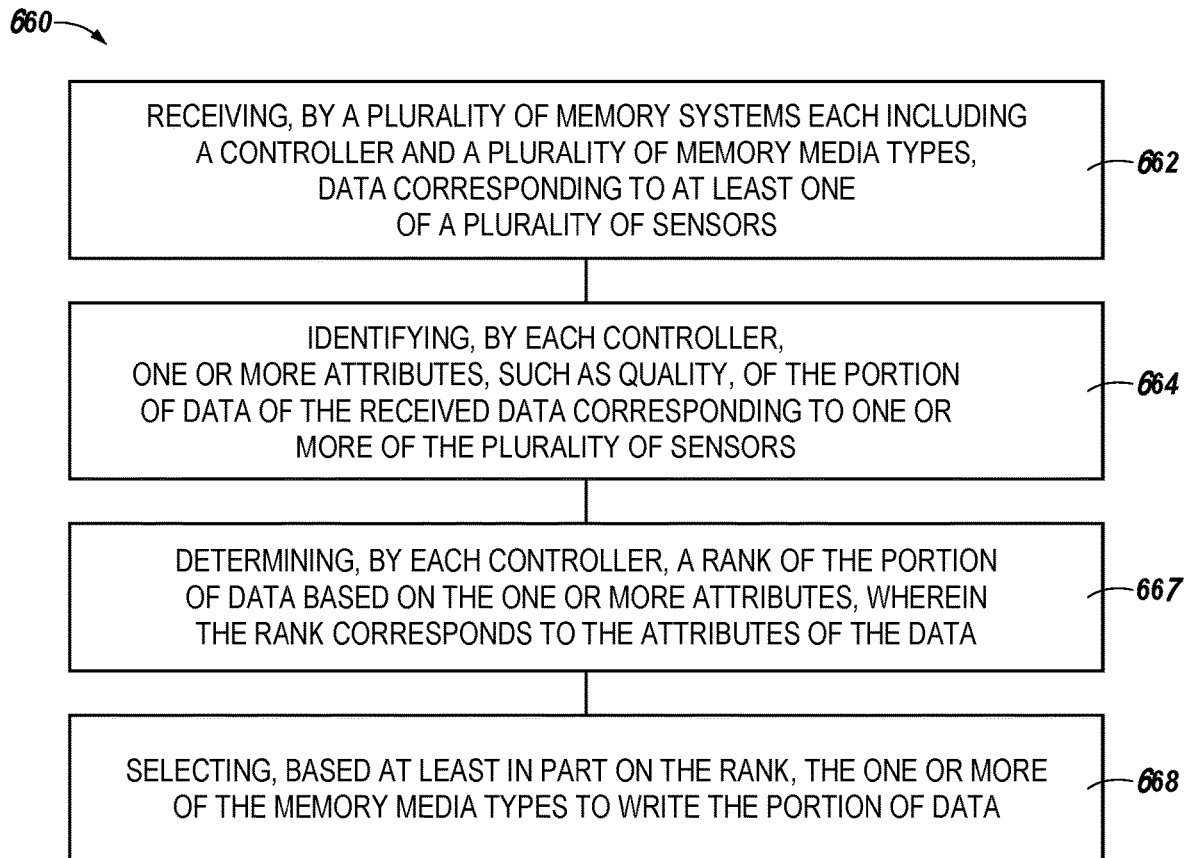 660
RECEIVING, BY A PLURALITY OF MEMORY SYSTEMS EACH INCLUDING
A CONTROLLER AND A PLURALITY OF MEMORY MEDIA TYPES,
DATA CORRESPONDING TO AT LEAST ONE
OF A PLURALITY OF SENSORS
662
IDENTIFYING, BY EACH CONTROLLER,
ONE OR MORE ATTRIBUTES, SUCH AS QUALITY, OF THE PORTION
OF DATA OF THE RECEIVED DATA CORRESPONDING TO ONE OR
MORE OF THE PLURALITY OF SENSORS
664
DETERMINING, BY EACH CONTROLLER, A RANK OF THE PORTION
OF DATA BASED ON THE ONE OR MORE ATTRIBUTES, WHEREIN
THE RANK CORRESPONDS TO THE ATTRIBUTES OF THE DATA
667
SELECTING, BASED AT LEAST IN PART ON THE RANK, THE ONE OR MORE
OF THE MEMORY MEDIA TYPES TO WRITE THE PORTION OF DATA
668